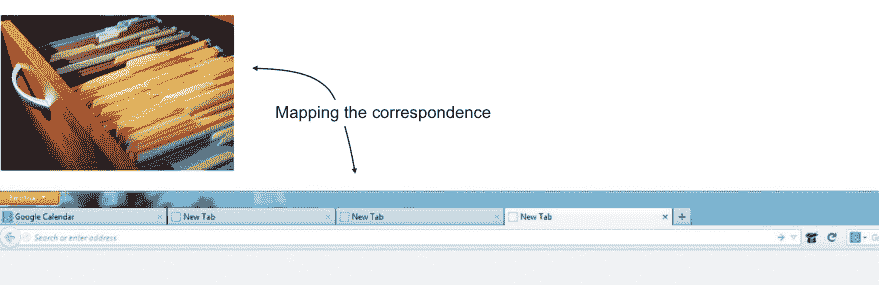 Mapping the correspondence
Google Calendar
New Tab
New Tab
New Tab
Search or enter address